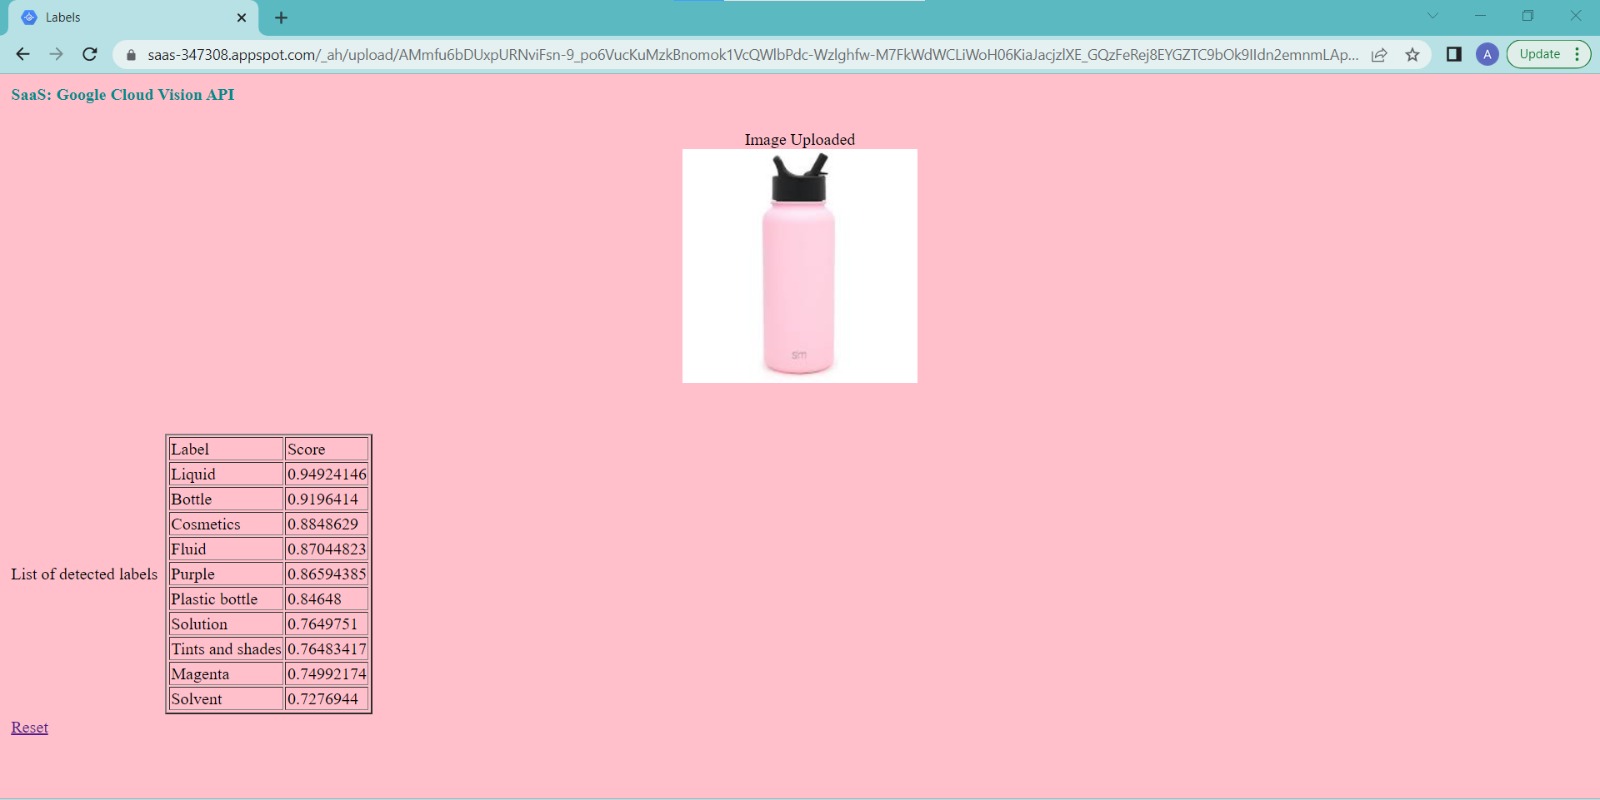 Labels
saas-347308.appspot.com/_ah/upload/AMmfu6bDUxpURNviFsn-9_po6VucKuMzkBnomok1VcQWlbPdc-Wzlghfw-M7FkWdWCLiWoH06KiaJacjzlXE_GQzFeRej8EYGZTC9bOk9lldn2emnmLAp...
A
Update
SaaS: Google Cloud Vision API
Image Uploaded
sm
List of detected labels
Label Score
Liquid 0.94924146
Bottle 0.9196414
Cosmetics 0.8848629
Fluid 0.87044823
Purple 0.86594385
Plastic bottle 0.84648
Solution 0.7649751
Tints and shades 0.76483417
Magenta 0.74992174
Solvent 0.7276944
Reset